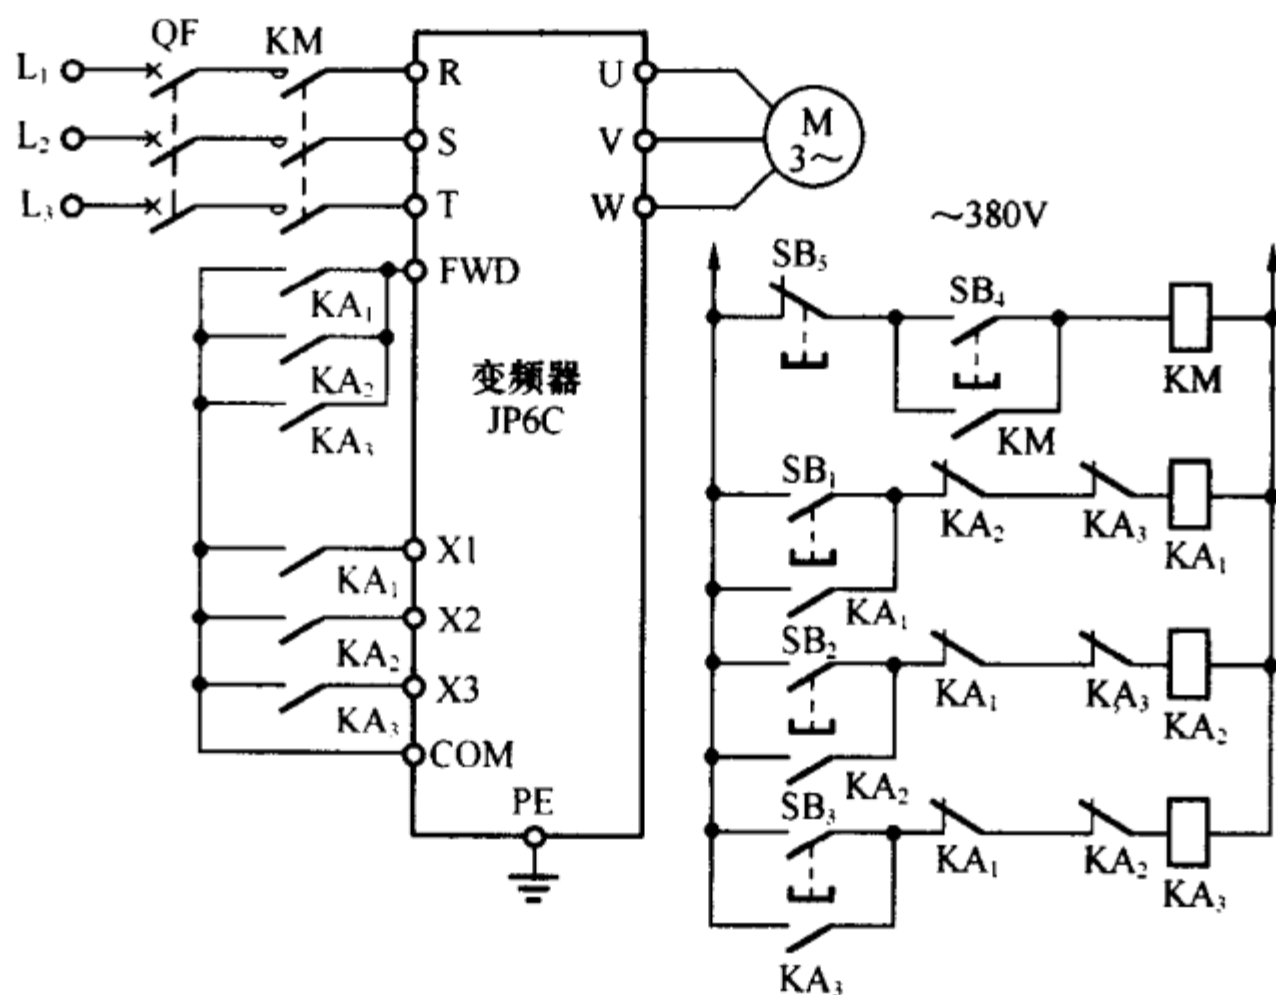 QF
KM
L₁
R
U
M
3～
L₂
S
V
L₃
T
W
～380V
FWD
KA₁
KA₂
KA₃
变频器
JP6C
SB₅
SB₄
KM
KM
X1
KA₁
X2
KA₂
X3
KA₃
COM
PE
SB₁
KA₂
KA₃
KA₁
KA₁
SB₂
KA₁
KA₃
KA₂
KA₂
SB₃
KA₁
KA₂
KA₃
KA₃